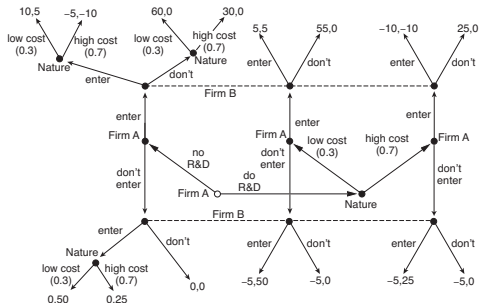 10,5
−5,−10
60,0
30,0
5,5
55,0
−10,−10
25,0
low cost
(0.3)
high cost
(0.7)
low cost
(0.3)
high cost
(0.7)
Nature
Nature
enter
don't
enter
don't
enter
don't
Firm B
enter
enter
enter
Firm A
Firm A
Firm A
no
R&D
low cost
(0.3)
high cost
(0.7)
don't
enter
don't
enter
don't
enter
do
R&D
Firm A
Nature
Firm B
enter
don't
enter
don't
enter
don't
Nature
low cost
(0.3)
high cost
(0.7)
0.50
0.25
0,0
−5,50
−5,0
−5,25
−5,0